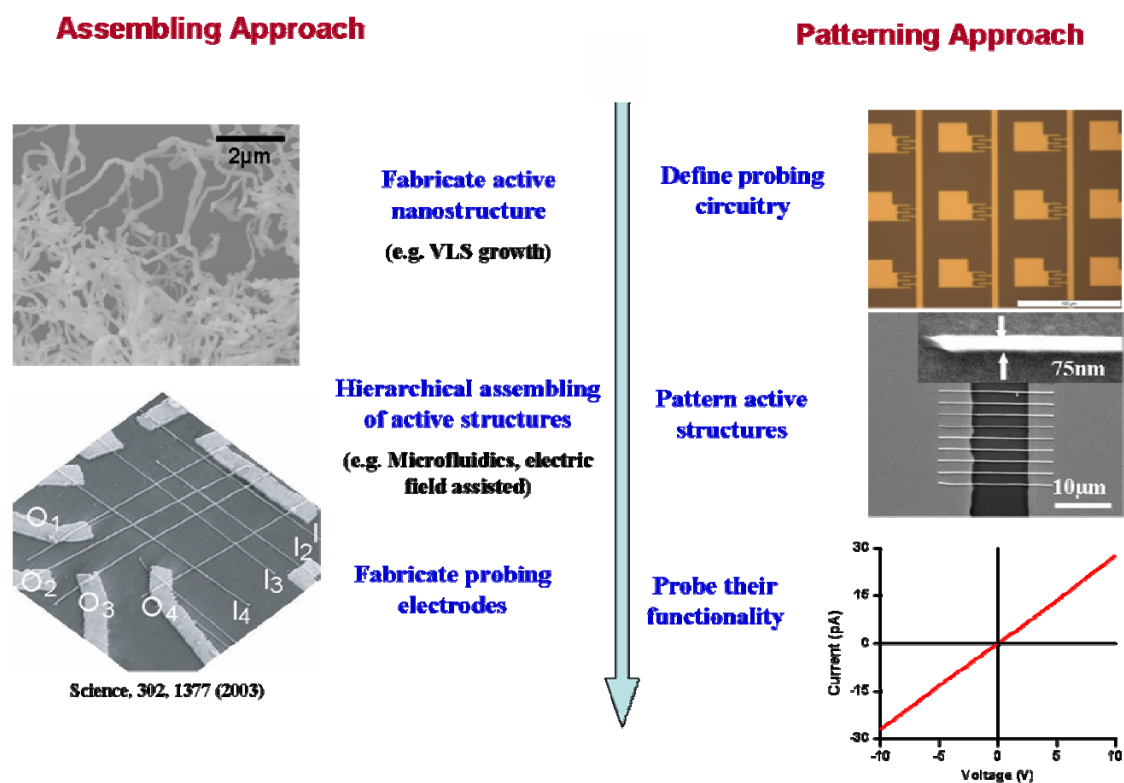 Assembling Approach
Patterning Approach
2μm
Fabricate active
nanostructure
(e.g. VLS growth)
Define probing
circuitry
Hierarchical assembling
of active structures
(e.g. Microfluidics, electric
field assisted)
Pattern active
structures
75nm
10μm
O1
O2
O3
O4
I
I2
I3
I4
Science, 302, 1377 (2003)
Fabricate probing
electrodes
Probe their
functionality
Current (pA)
30
15
0
-15
-30
-10
-5
0
5
10
Voltage (V)